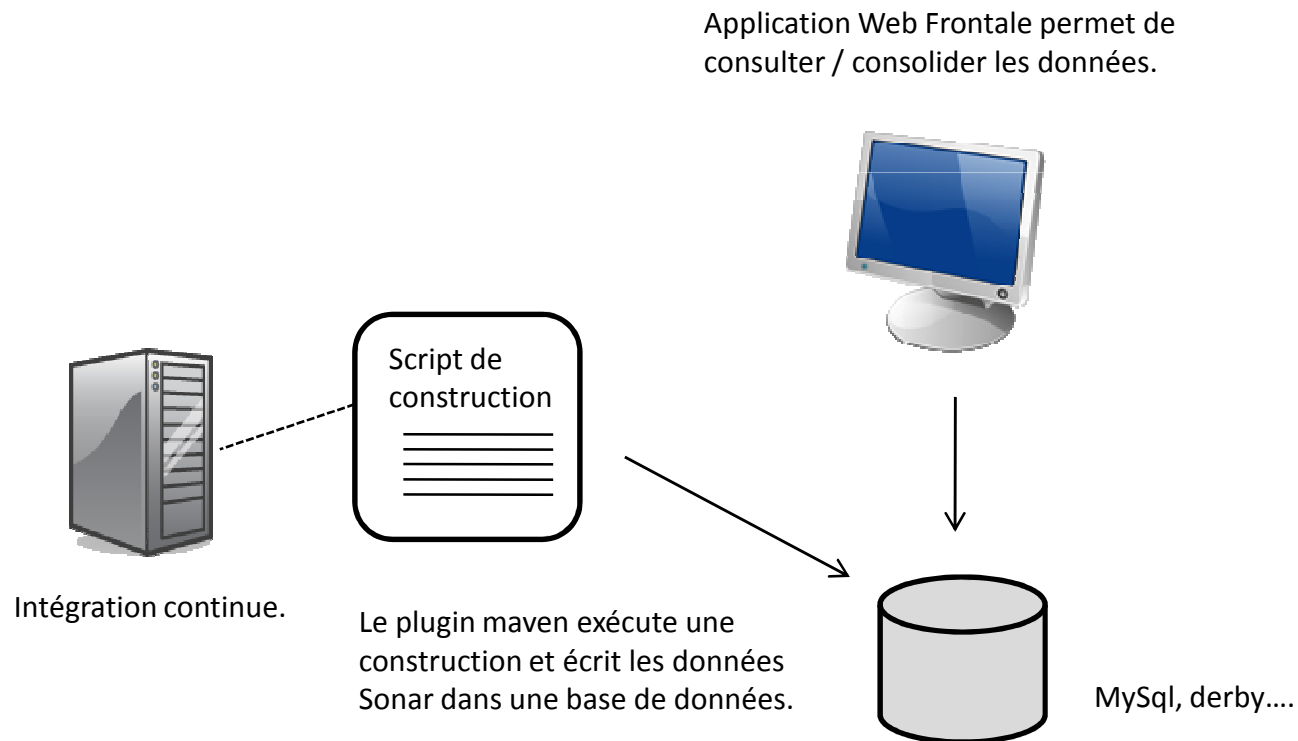 Application Web Frontale permet de
consulter / consolider les données.
Script de
construction
Intégration continue.
Le plugin maven exécute une
construction et écrit les données
Sonar dans une base de données.
MySql, derby....